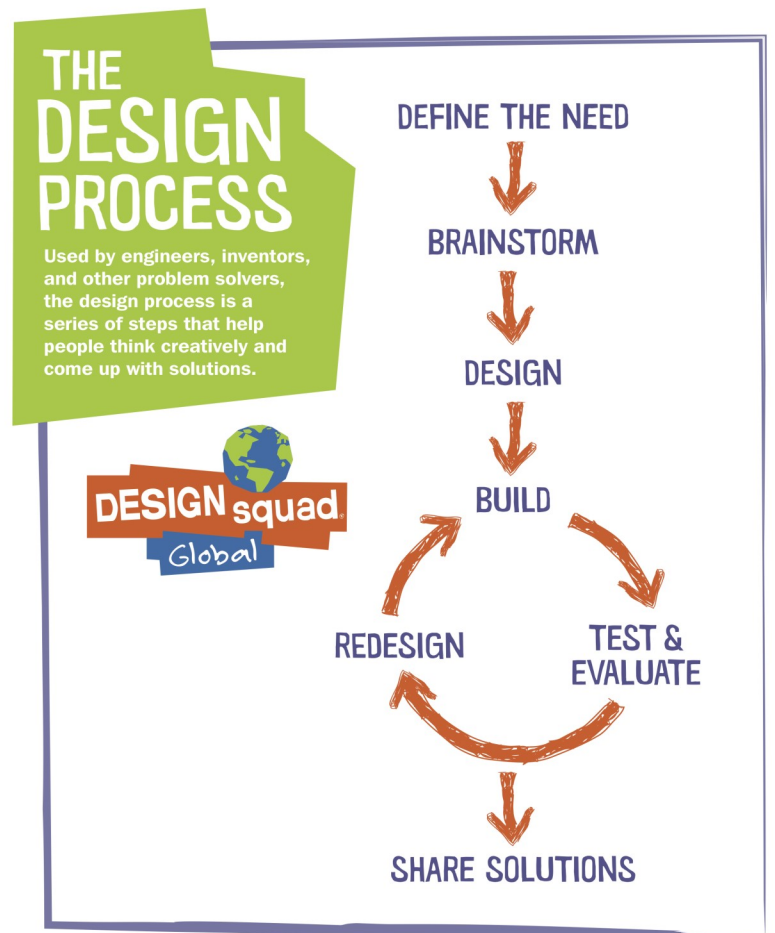 THE
DESIGN
PROCESS
Used by engineers, inventors,
and other problem solvers,
the design process is a
series of steps that help
people think creatively and
come up with solutions.
DESIGN squad®
Global
DEFINE THE NEED
BRAINSTORM
DESIGN
BUILD
TEST &
EVALUATE
REDESIGN
SHARE SOLUTIONS